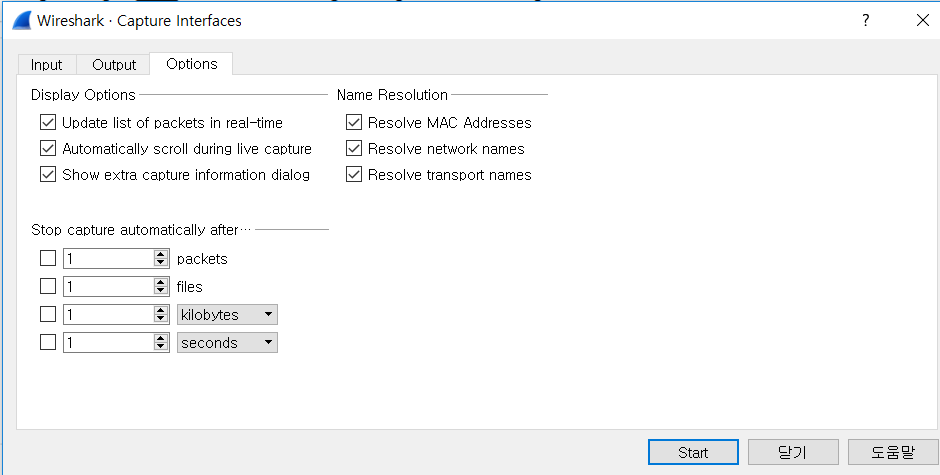 Wireshark · Capture Interfaces
Input Output Options
Display Options
Update list of packets in real-time
Automatically scroll during live capture
Show extra capture information dialog
Name Resolution
Resolve MAC Addresses
Resolve network names
Resolve transport names
Stop capture automatically after…
1 packets
1 files
1 kilobytes
1 seconds
Start 닫기 도움말